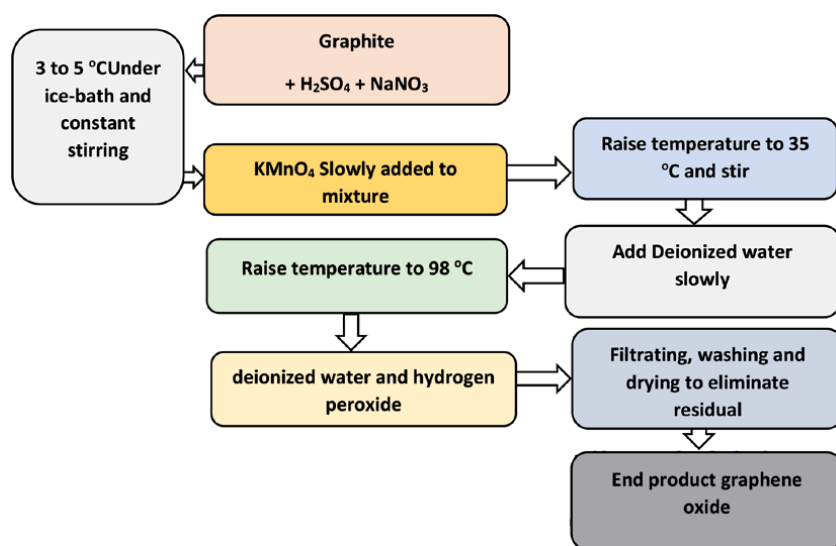 Graphite
+ H₂SO₄ + NaNO₃
3 to 5 °CUnder
ice-bath and
constant
stirring
KMnO₄ Slowly added to
mixture
Raise temperature to 35
°C and stir
Add Deionized water
slowly
Raise temperature to 98 °C
deionized water and hydrogen
peroxide
Filtrating, washing and
drying to eliminate
residual
End product graphene
oxide